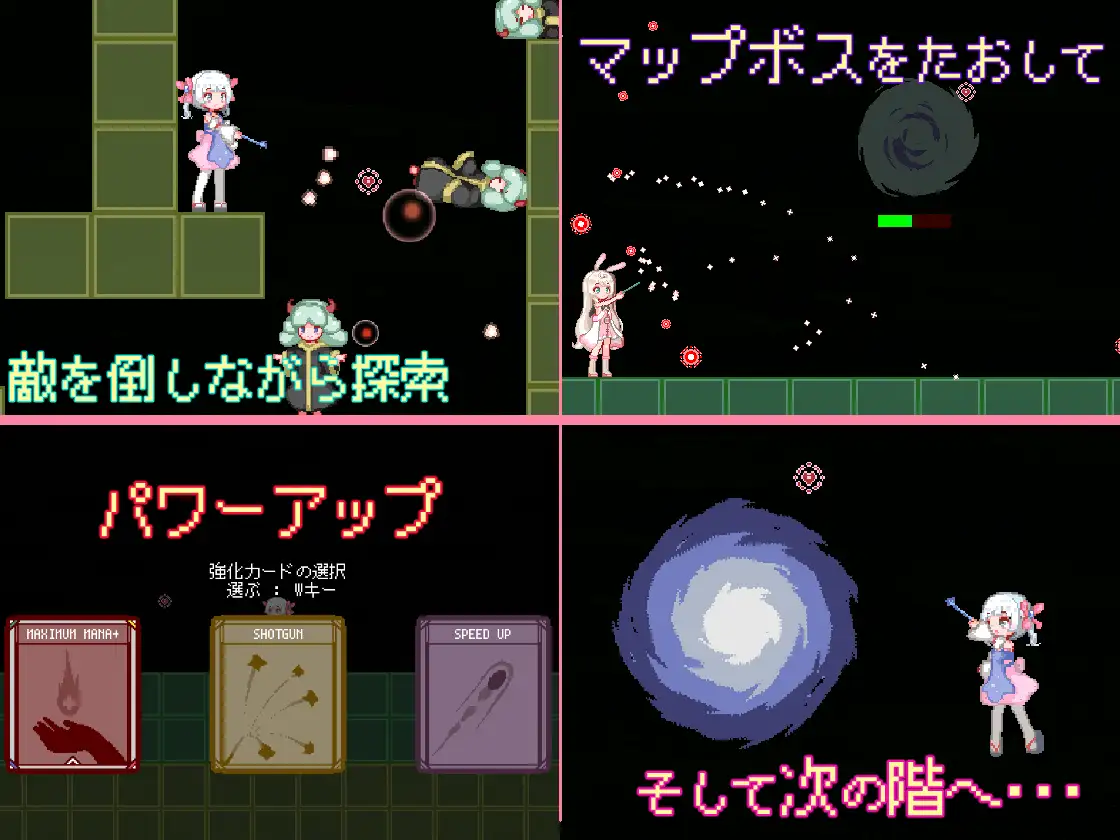 敵を倒しながら探索
マップボスをたおして
パワーアップ
強化カードの選択
選ぶ : Wキー
MAXIMUM MANA+
SHOTGUN
SPEED UP
そして次の階へ・・・